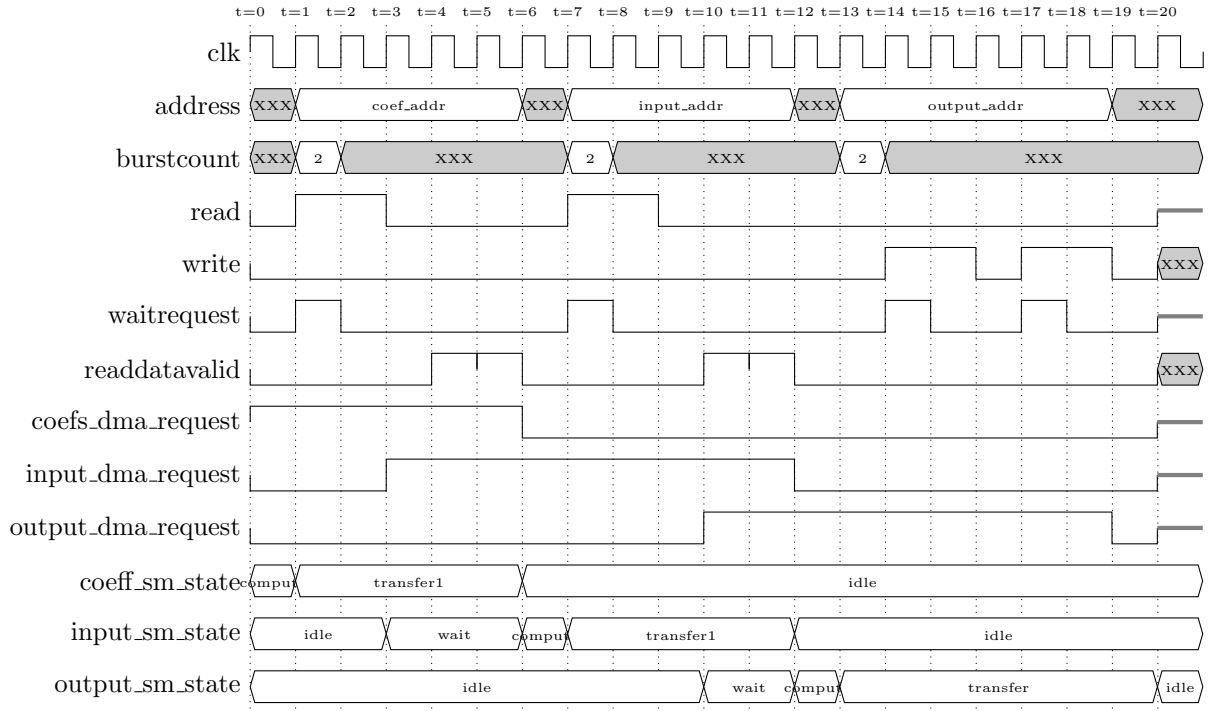 t=0 t=1 t=2 t=3 t=4 t=5 t=6 t=7 t=8 t=9 t=10 t=11 t=12 t=13 t=14 t=15 t=16 t=17 t=18 t=19 t=20
clk
address XXX coef_addr XXX input_addr XXX output_addr XXX
burstcount XXX 2 XXX 2 XXX 2 XXX
read
write XXX
waitrequest
readdatavalid XXX
coefs_dma_request
input_dma_request
output_dma_request
coeff_sm_state comput transfer1 idle
input_sm_state idle wait comput transfer1 idle
output_sm_state idle wait comput transfer idle